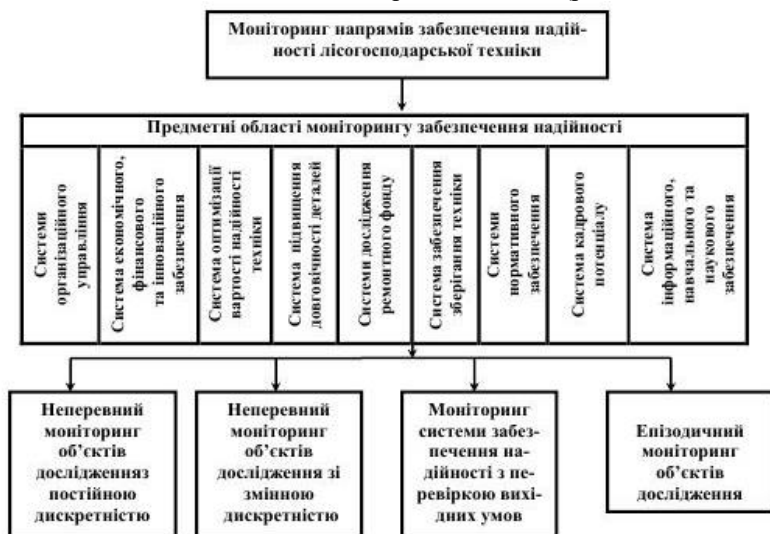 Моніторинг напрямів забезпечення надій-
ності лісогосподарської техніки
Предметні області моніторингу забезпечення надійності
Системи
організаційного
управління
Система економічного,
фінансового
та інноваційного
забезпечення
Система оптимізації
вартості надійності
техніки
Система підвищення
довговічності деталей
Системи дослідження
ремонтного фонду
Система забезпечення
зберігання техніки
Системи
нормативного
забезпечення
Система кадрового
потенціалу
Система
інформаційного,
навчального та
наукового
забезпечення
Неперевний
моніторинг
об’єктів
дослідженняз
постійною
дискретністю
Неперевний
моніторинг
об’єктів
дослідження зі
змінною
дискретністю
Моніторинг
системи забез-
печення на-
дійності з пе-
ревіркою вихі-
дних умов
Епізодичний
моніторинг
об’єктів
дослідження